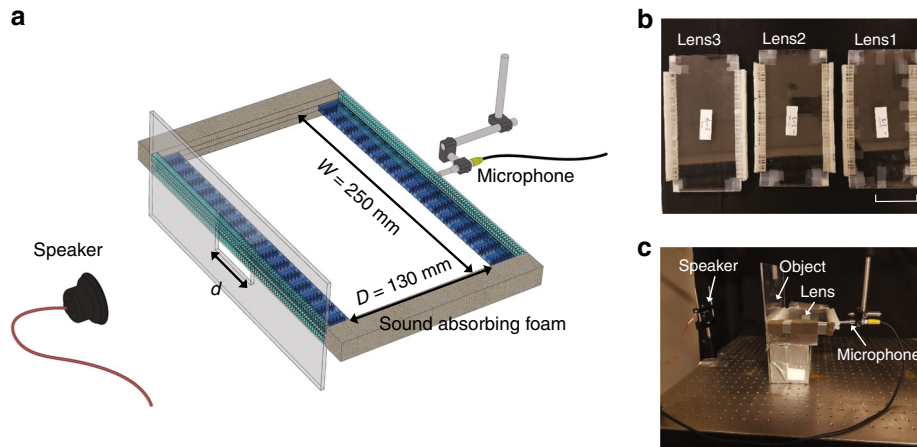 a
Speaker
d
W = 250 mm
D = 130 mm
Sound absorbing foam
Microphone
b
Lens3
Lens2
Lens1
c
Speaker
Object
Lens
Microphone